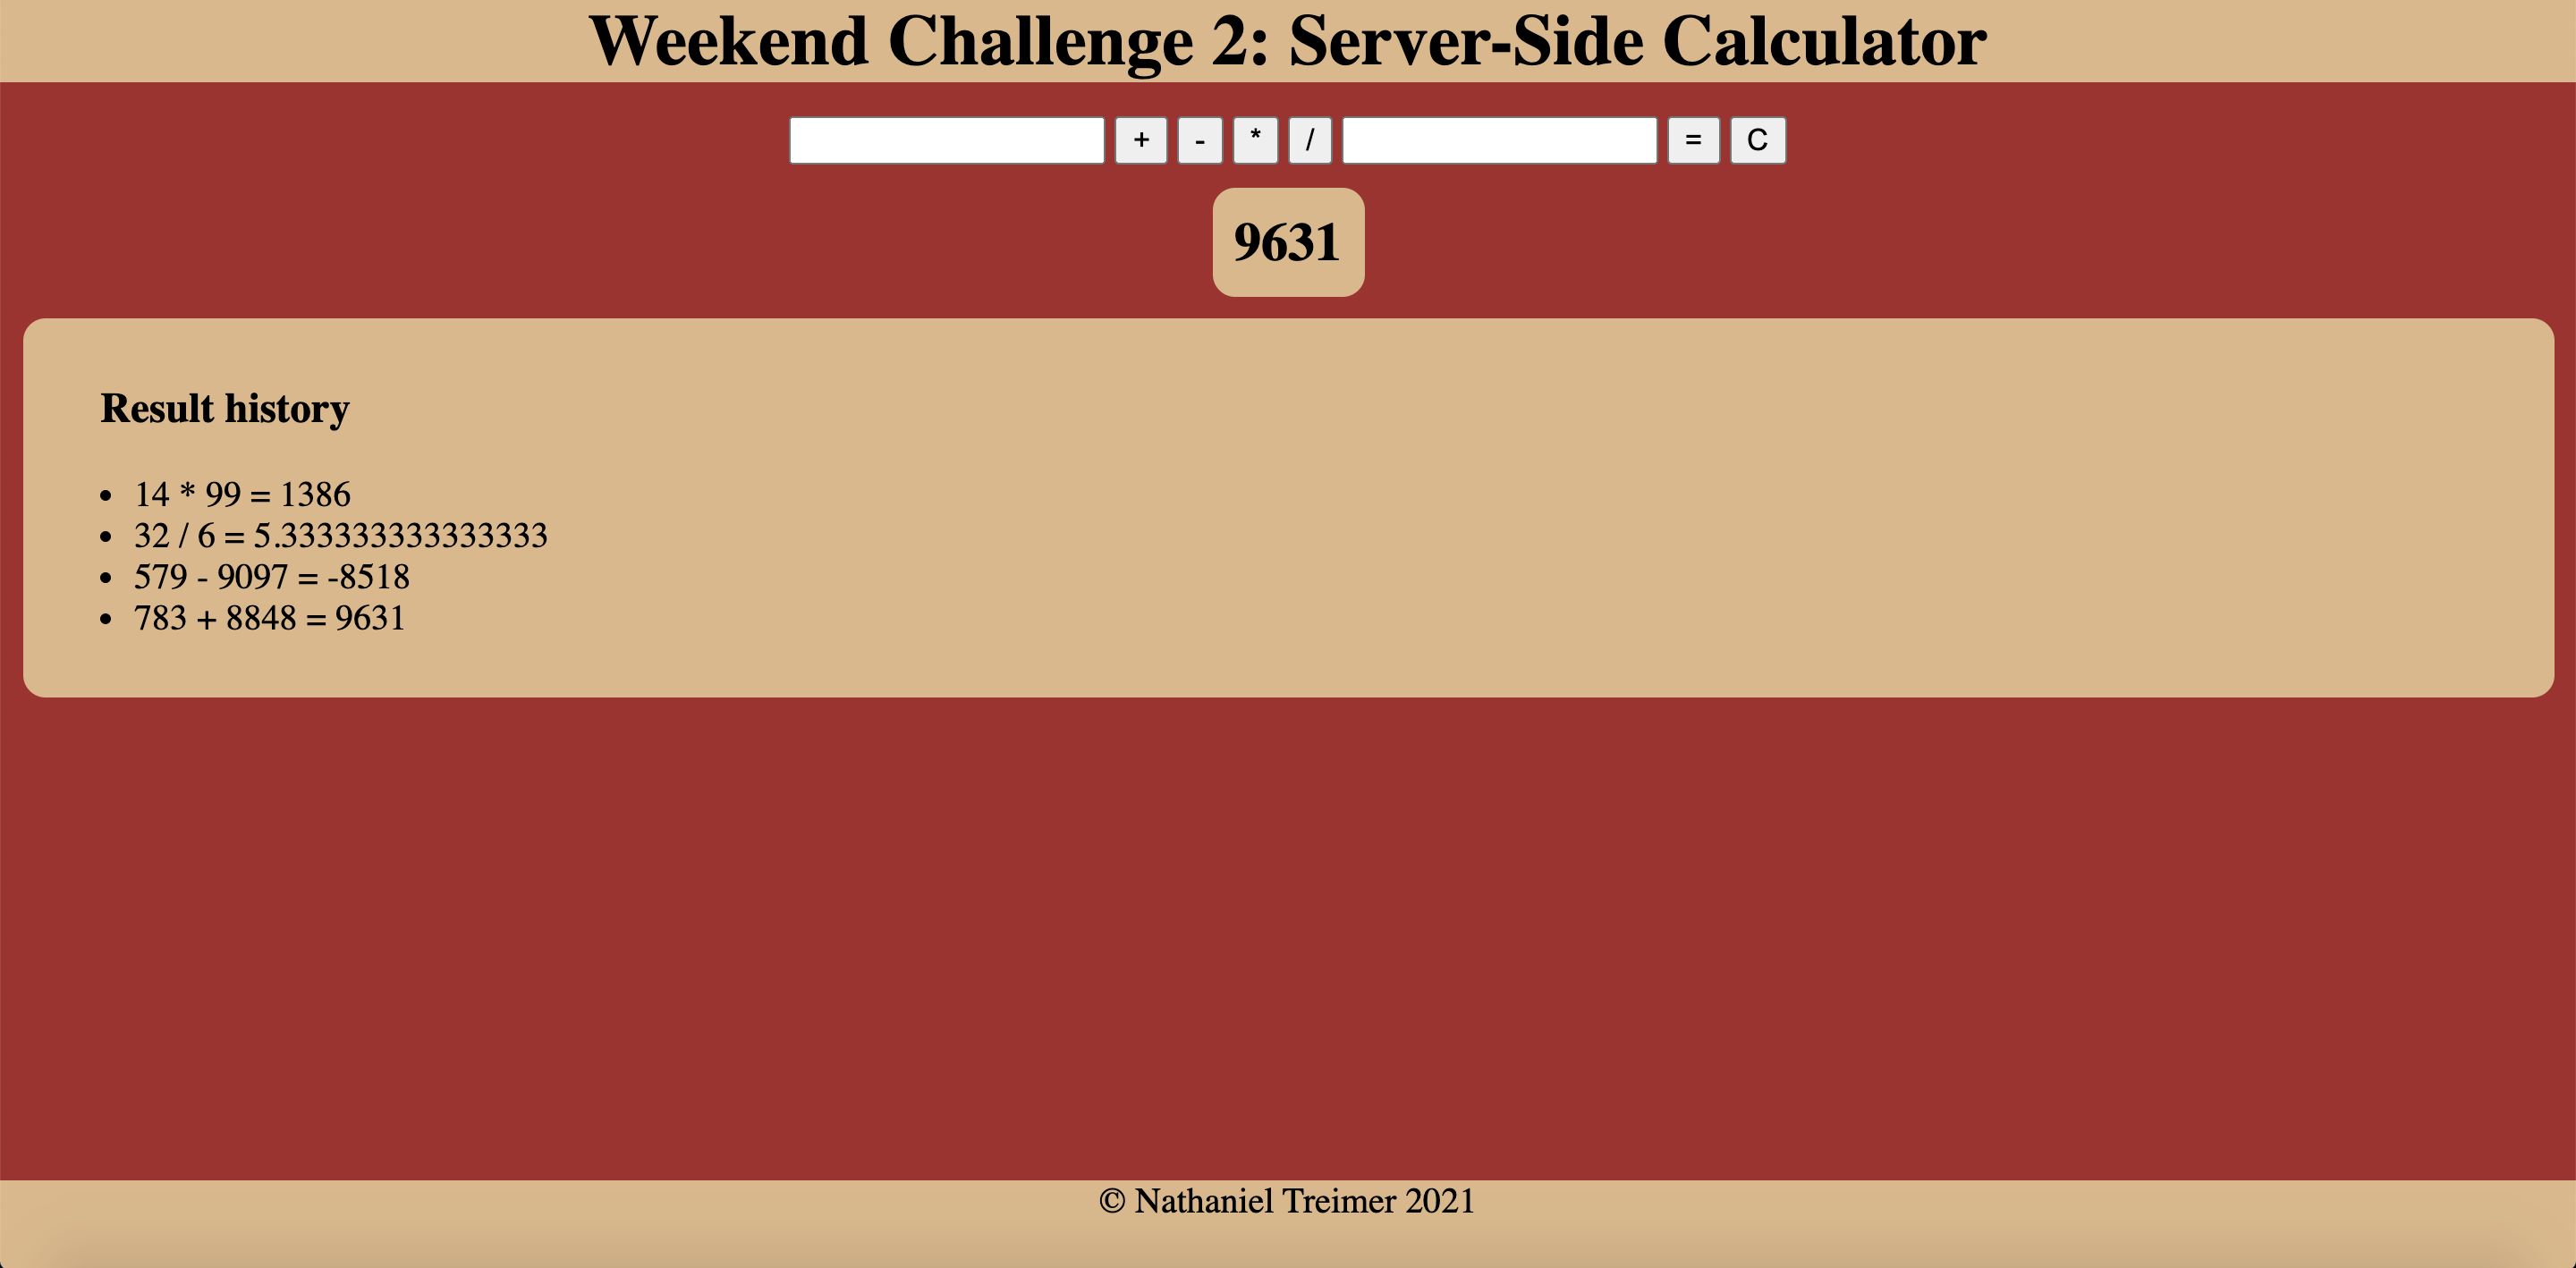 Weekend Challenge 2: Server-Side Calculator
+ - * / = C
9631
Result history
14 * 99 = 1386
32 / 6 = 5.333333333333333
579 - 9097 = -8518
783 + 8848 = 9631
© Nathaniel Treimer 2021